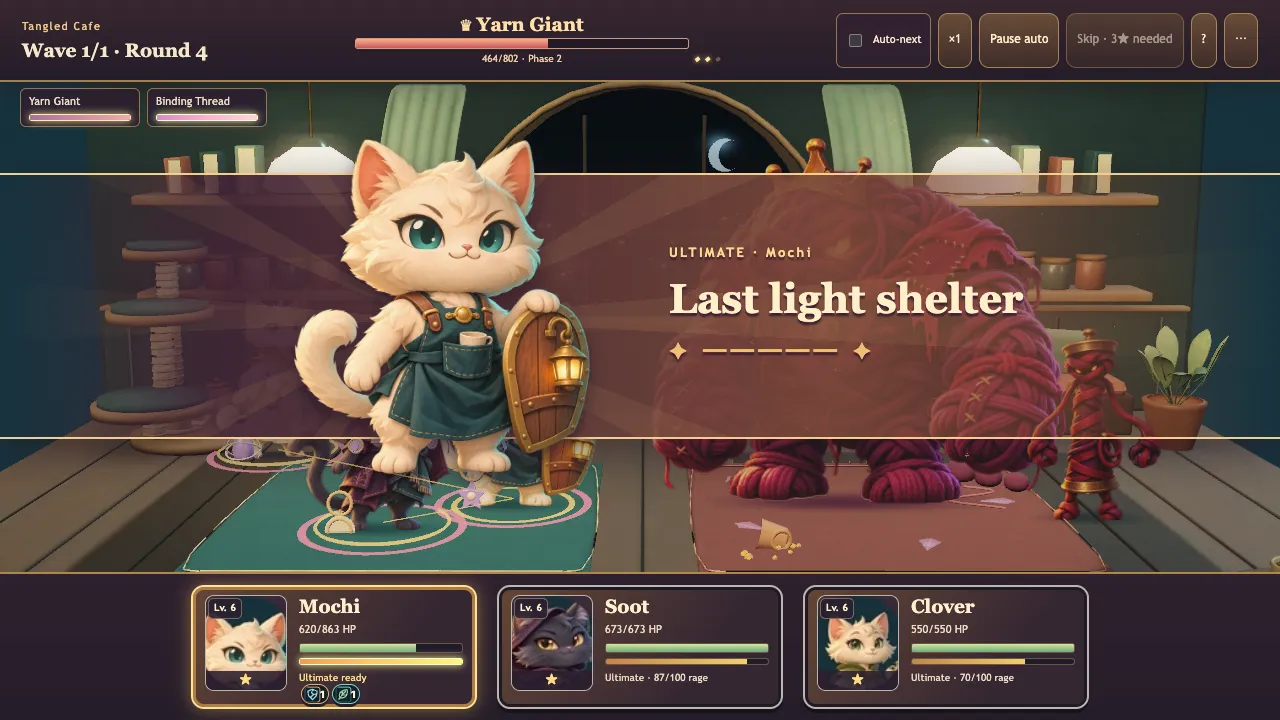 Tangled Cafe
Wave 1/1 · Round 4
♛ Yarn Giant
464/802 · Phase 2
Auto-next
×1
Pause auto
Skip · 3★ needed
?
···
Yarn Giant
Binding Thread
ULTIMATE · Mochi
Last light shelter
Lv. 6
Mochi
620/863 HP
Ultimate ready
1
1
Lv. 6
Soot
673/673 HP
Ultimate · 87/100 rage
Lv. 6
Clover
550/550 HP
Ultimate · 70/100 rage